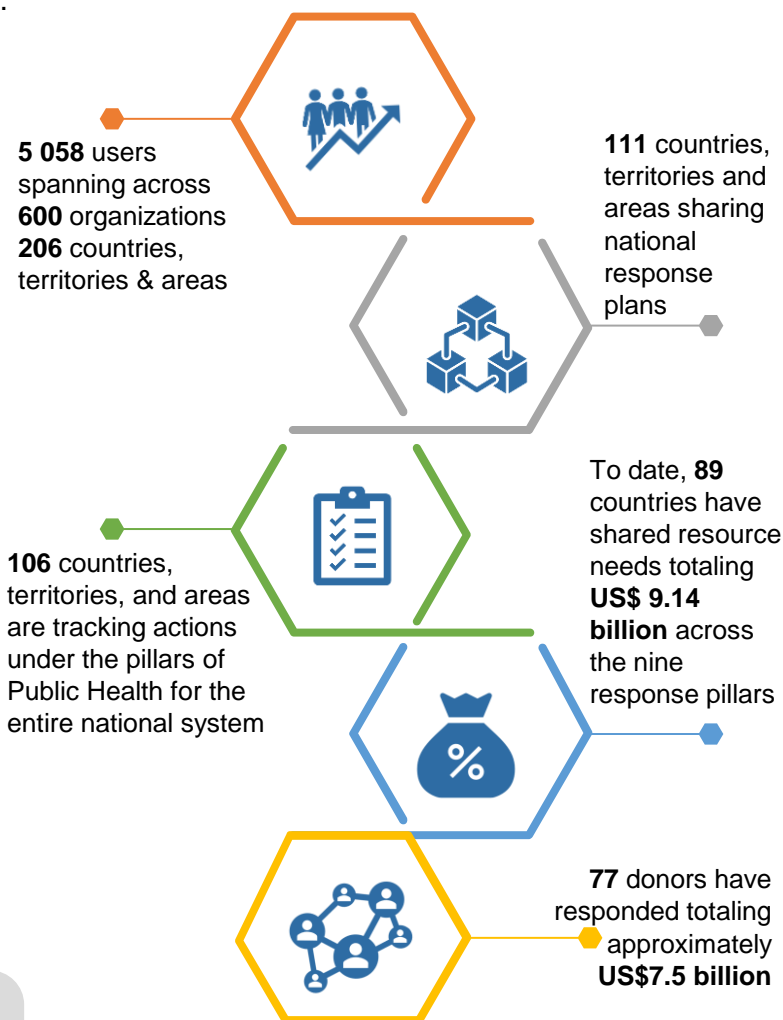 .
5 058 users
spanning across
600 organizations
206 countries,
territories & areas
111 countries,
territories and
areas sharing
national
response
plans
106 countries,
territories, and areas
are tracking actions
under the pillars of
Public Health for the
entire national system
To date, 89
countries have
shared resource
needs totaling
US$ 9.14
billion across
the nine
response pillars
%
77 donors have
responded totaling
approximately
US$7.5 billion